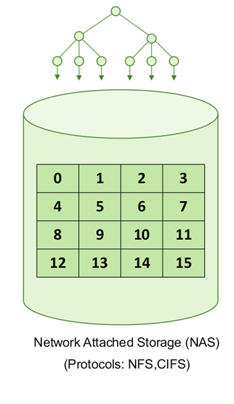 0 1 2 3
4 5 6 7
8 9 10 11
12 13 14 15
Network Attached Storage (NAS)
(Protocols: NFS,CIFS)